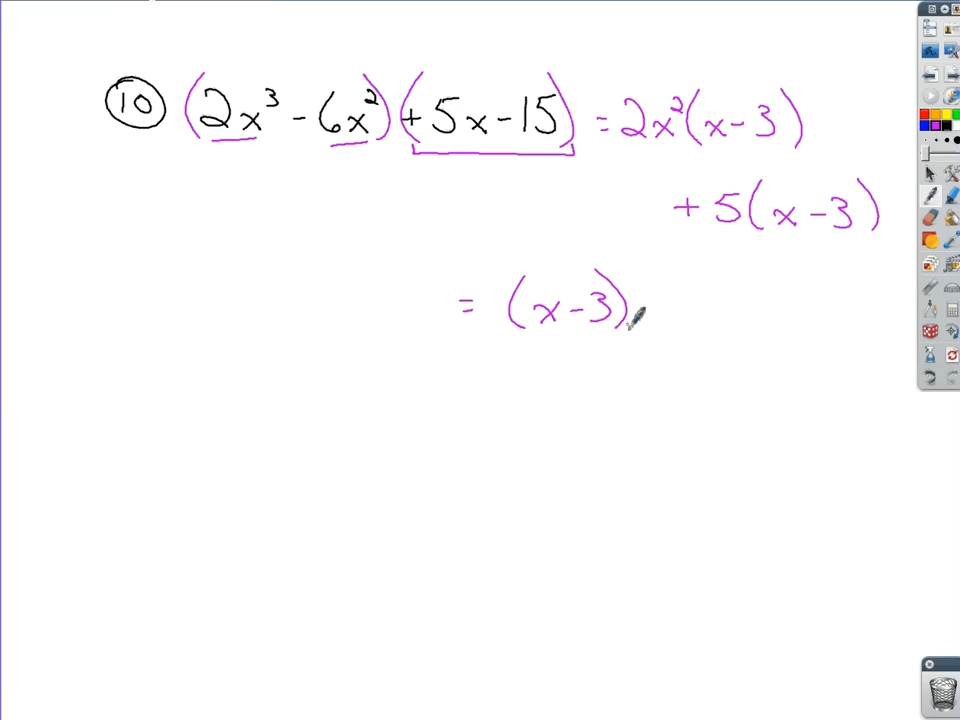 10 (2x³ - 6x²)(+5x - 15) = 2x²(x - 3)
+ 5(x - 3)
= (x - 3)